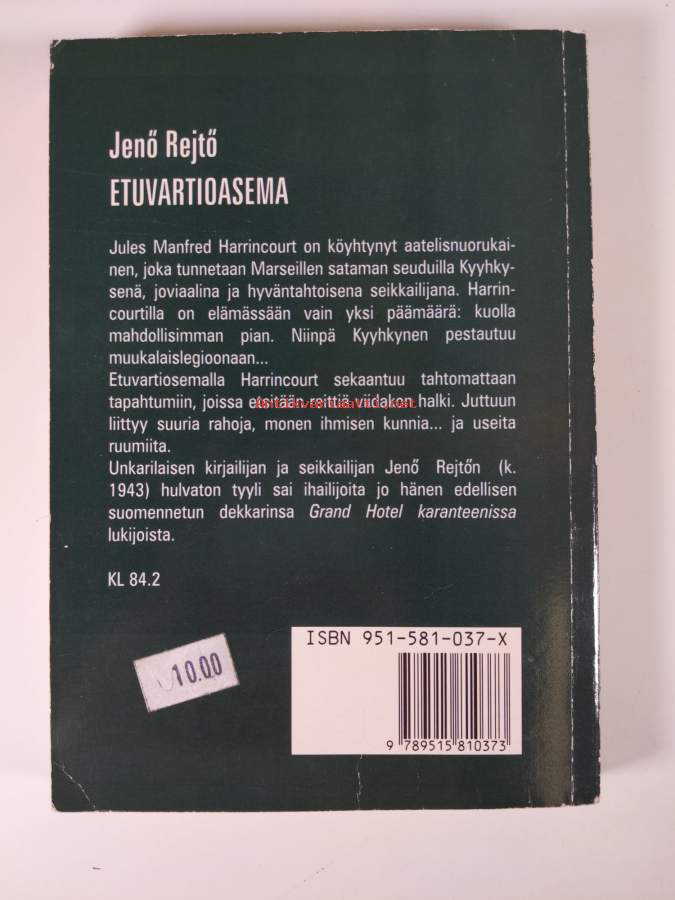 Jenő Rejtő
ETUVARTIOASEMA
Jules Manfred Harrincourt on köyhtynyt aatelisnuorukai-
nen, joka tunnetaan Marseillen sataman seuduilla Kyyhky-
senä, joviaalina ja hyväntahtoisena seikkailijana. Harrin-
courtilla on elämässään vain yksi päämäärä: kuolla
mahdollisimman pian. Niinpä Kyyhkynen pestautuu
muukalaislegioonaan...
Etuvartiosemalla Harrincourt sekaantuu tahtomattaan
tapahtumiin, joissa etsitään reittiä viidakon halki. Juttuun
liittyy suuria rahoja, monen ihmisen kunnia... ja useita
ruumiita.
Unkarilaisen kirjailijan ja seikkailijan Jenő Rejtőn (k.
1943) hulvaton tyyli sai ihailijoita jo hänen edellisen
suomennetun dekkarinsa Grand Hotel karanteenissa
lukijoista.
KL 84.2
10.00
ISBN 951-581-037-X
9 789515 810373